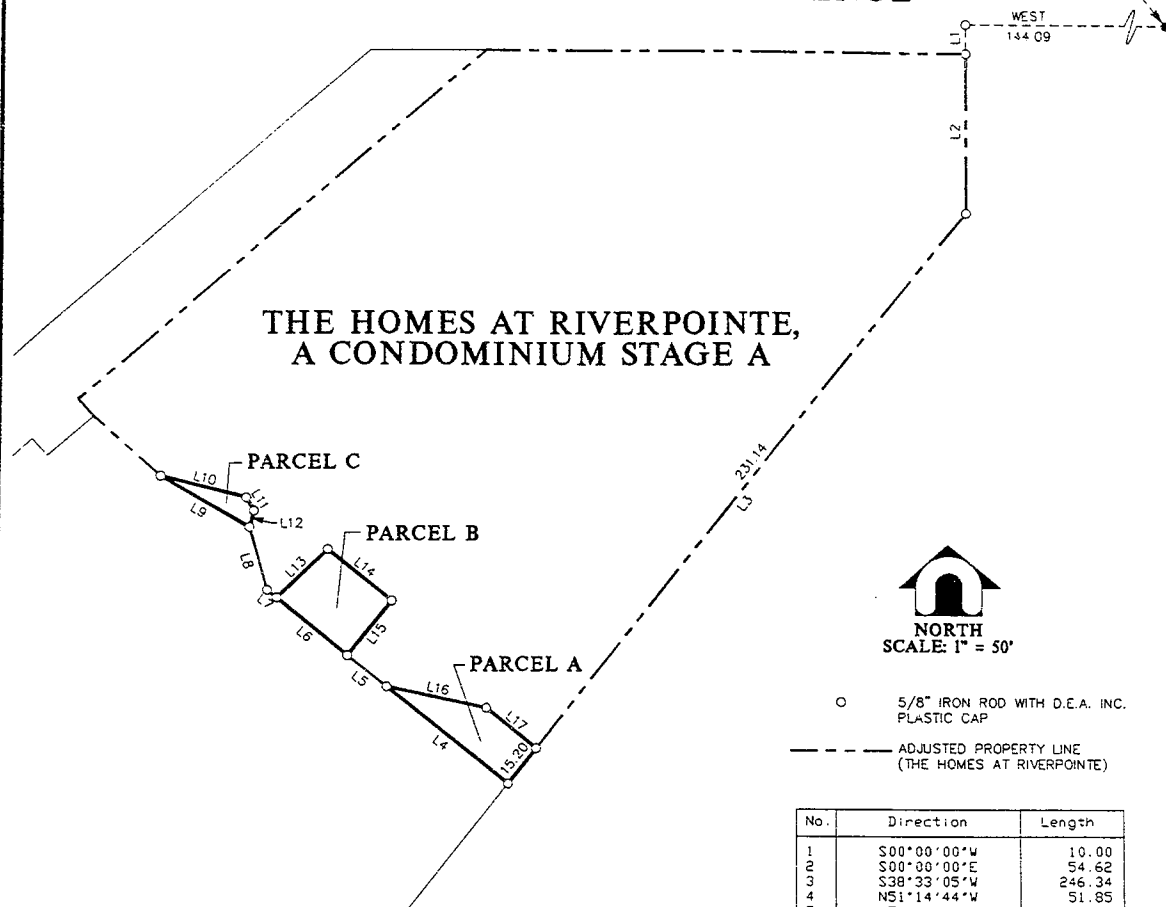 WEST
144.09
L1
L2
THE HOMES AT RIVERPOINTE,
A CONDOMINIUM STAGE A
231.14
L3
PARCEL C
L10
L11
L9
L12
PARCEL B
L8
L13
L14
L7
L6
L15
PARCEL A
L5
L16
L17
L4
15.20
NORTH
SCALE: 1" = 50'
5/8" IRON ROD WITH D.E.A. INC.
PLASTIC CAP
ADJUSTED PROPERTY LINE
(THE HOMES AT RIVERPOINTE)
No. Direction Length
1 S00°00'00"W 10.00
2 S00°00'00"E 54.62
3 S38°33'05"W 246.34
4 N51°14'44"W 51.85